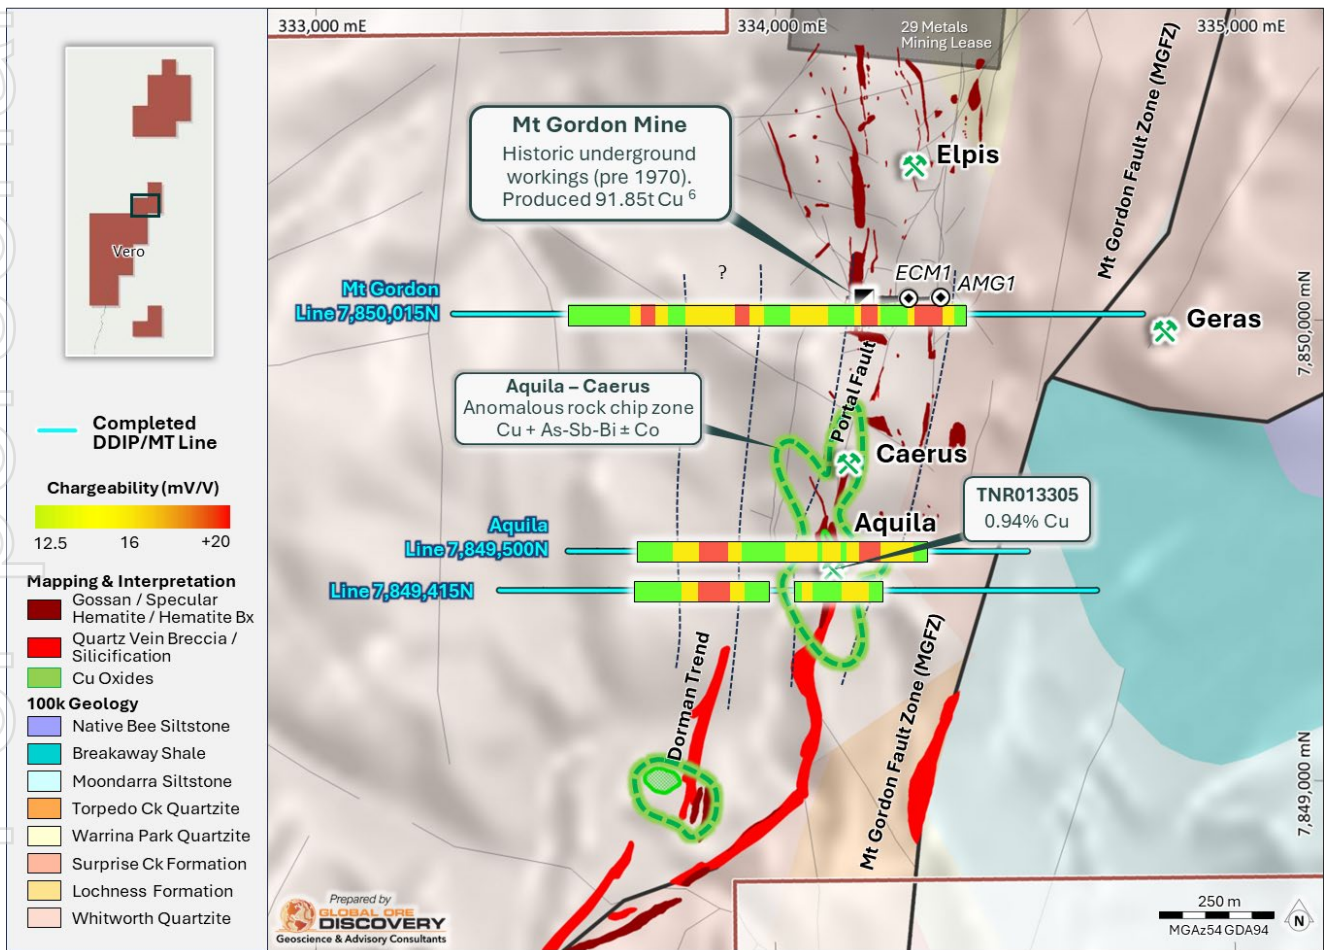 333,000 mE
334,000 mE
335,000 mE
29 Metals
Mining Lease
Mt Gordon Fault Zone (MGFZ)
Mt Gordon Mine
Historic underground
workings (pre 1970).
Produced 91.85t Cu 6
Elpis
Vero
?
ECM1
AMG1
Mt Gordon
Line 7,850,015N
Geras
7,850,000 mN
Portal Fault
Aquila – Caerus
Anomalous rock chip zone
Cu + As-Sb-Bi ± Co
Caerus
TNR013305
0.94% Cu
Aquila
Aquila
Line 7,849,500N
Line 7,849,415N
Dorman Trend
Mt Gordon Fault Zone (MGFZ)
7,849,000 mN
Completed
DDIP/MT Line
Chargeability (mV/V)
12.5
16
+20
Mapping & Interpretation
Gossan / Specular
Hematite / Hematite Bx
Quartz Vein Breccia /
Silicification
Cu Oxides
100k Geology
Native Bee Siltstone
Breakaway Shale
Moondarra Siltstone
Torpedo Ck Quartzite
Warrina Park Quartzite
Surprise Ck Formation
Lochness Formation
Whitworth Quartzite
Prepared by
GLOBAL ORE
DISCOVERY
Geoscience & Advisory Consultants
250 m
MGAz54 GDA94
N